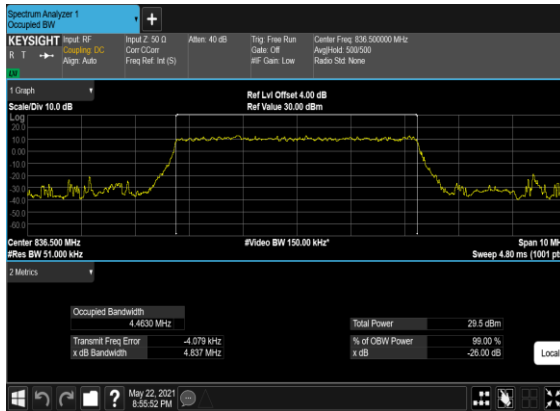 Spectrum Analyzer 1
Occupied BW
KEYSIGHT
R T
LXI
Input: RF
Coupling: DC
Align: Auto
Input Z: 50 Ω
Corr CCorr
Freq Ref: Int (S)
Atten: 40 dB
Trig: Free Run
Gate: Off
#IF Gain: Low
Center Freq: 836.500000 MHz
Avg|Hold: 500/500
Radio Std: None
1 Graph
Scale/Div 10.0 dB
Ref Lvl Offset 4.00 dB
Ref Value 30.00 dBm
Log
20.0
10.0
0.00
-10.0
-20.0
-30.0
-40.0
-50.0
-60.0
Center 836.500 MHz
#Res BW 51.000 kHz
#Video BW 150.00 kHz*
Span 10 MH
Sweep 4.80 ms (1001 pt
2 Metrics
Occupied Bandwidth
4.4630 MHz
Transmit Freq Error -4.079 kHz
x dB Bandwidth 4.837 MHz
Total Power 29.5 dBm
% of OBW Power 99.00 %
x dB -26.00 dB
Local
?
May 22, 2021
8:55:52 PM